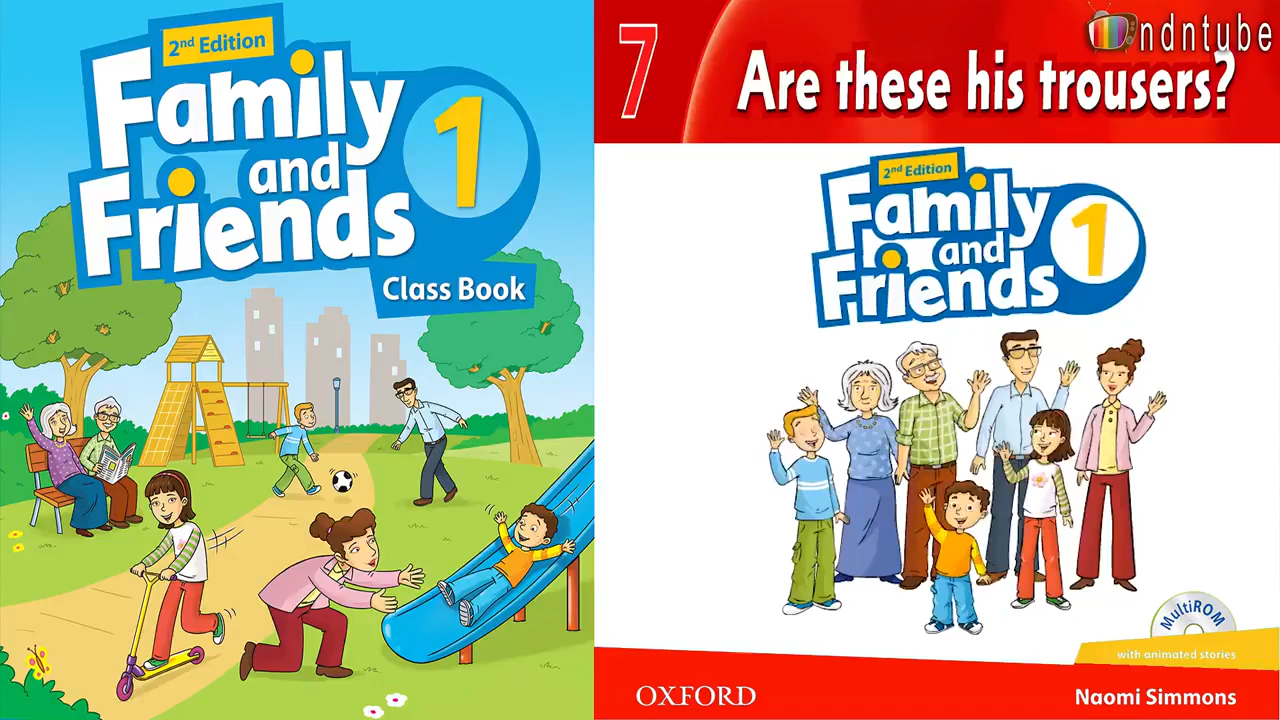 2nd Edition
Family
and
Friends
1
Class Book
7
Are these his trousers?
ndntube
2nd Edition
Family
and
Friends
1
MultiROM
with animated stories
OXFORD
Naomi Simmons